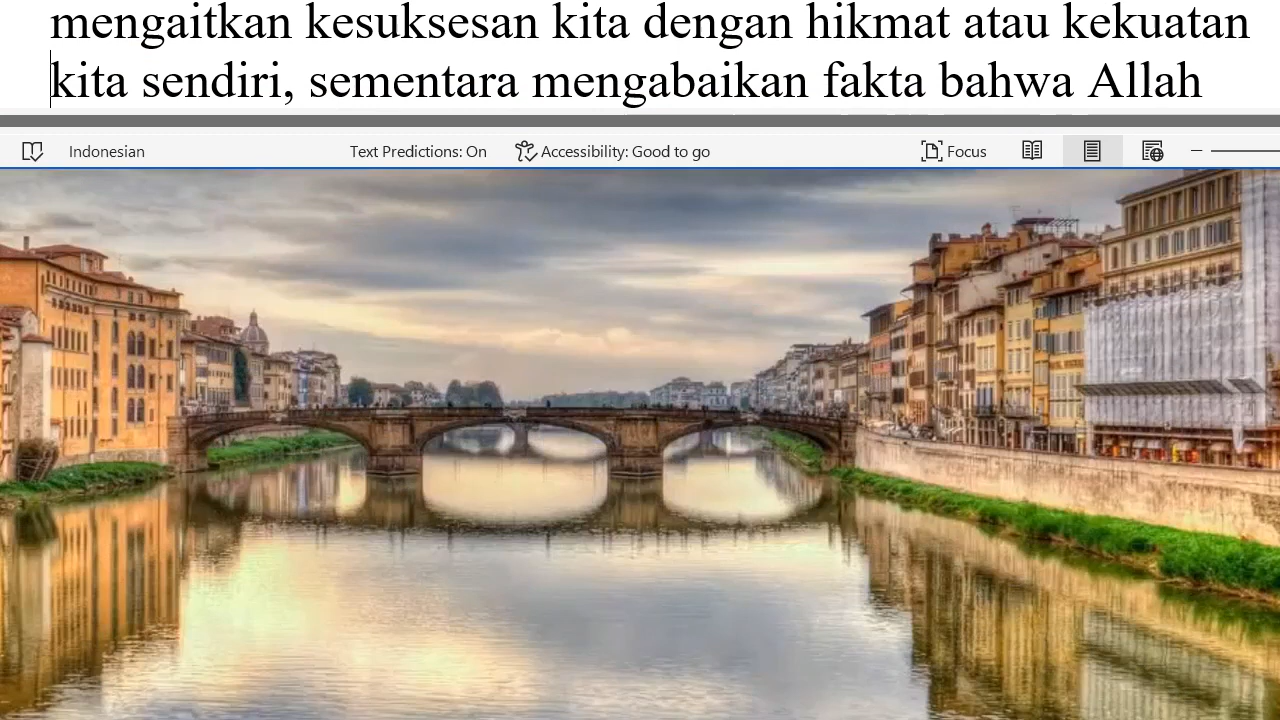 mengaitkan kesuksesan kita dengan hikmat atau kekuatan
kita sendiri, sementara mengabaikan fakta bahwa Allah
Indonesian Text Predictions: On Accessibility: Good to go Focus